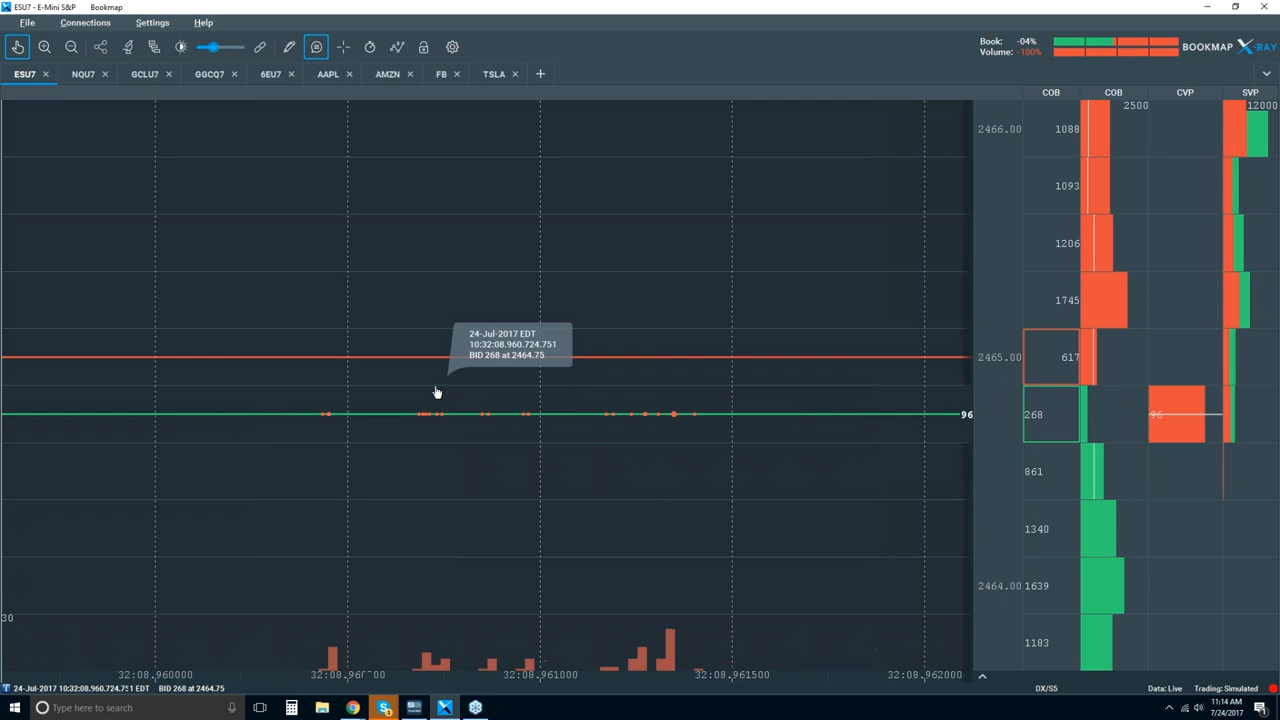 ESU7 - E-Mini S&P Bookmap
File Connections Settings Help
Book: -04%
Volume: -100%
BOOKMAP X-RAY
ESU7 NQU7 GCLU7 GGCQ7 6EU7 AAPL AMZN FB TSLA
COB COB CVP SVP
2500 12000
2466.00 1088
1093
1206
1745
24-Jul-2017 EDT
10:32:08.960.724.751
BID 268 at 2464.75
2465.00 617
96 268 96
861
1340
2464.00 1639
30
1183
32:08.960000 32:08.961000 32:08.961500 32:08.962000
24-Jul-2017 10:32:08.960.724.751 EDT BID 268 at 2464.75
DX/S5 Data: Live Trading: Simulated
Type here to search
11:14 AM
7/24/2017